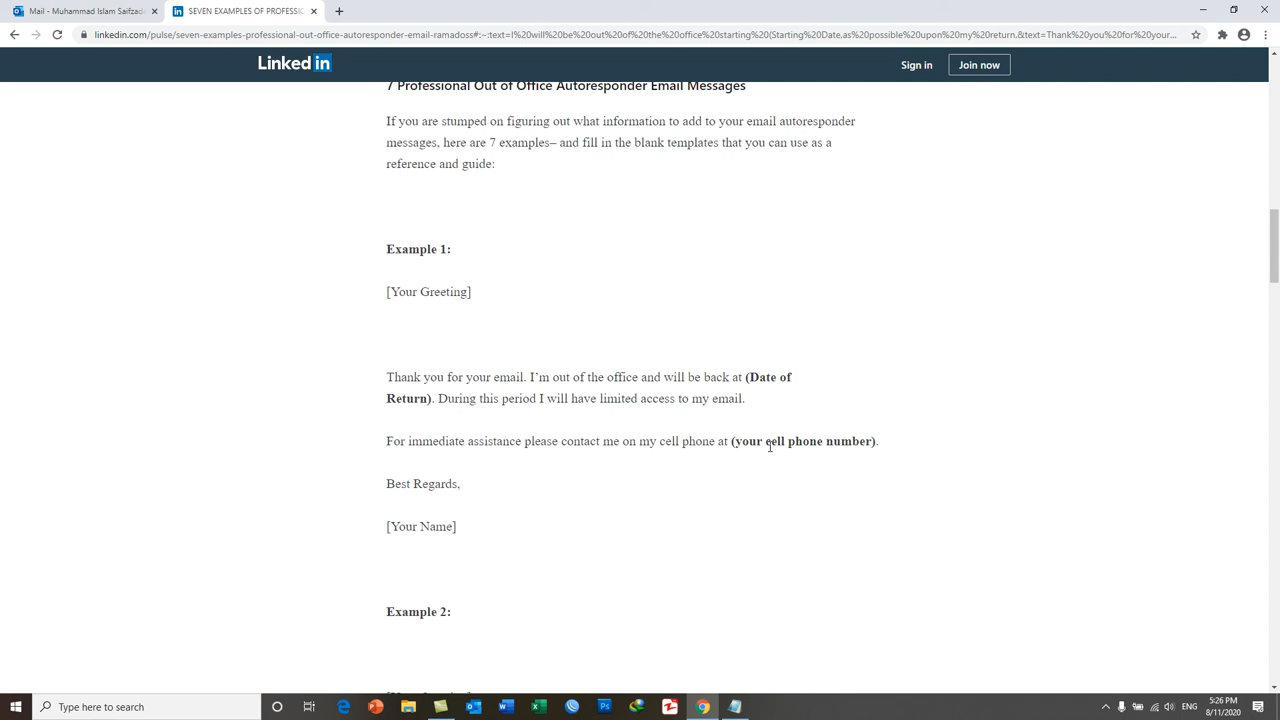 Mail - Muhammad Islam Saifzad
SEVEN EXAMPLES OF PROFESSI
linkedin.com/pulse/seven-examples-professional-out-office-autoresponder-email-ramadoss#:~:text=I%20will%20be%20out%20of%20the%20office%20starting%20(Starting%20Date,as%20possible%20upon%20my%20return.&text=Thank%20you%20for%20your...
Linked in
Sign in
Join now
7 Professional Out of Office Autoresponder Email Messages
If you are stumped on figuring out what information to add to your email autoresponder
messages, here are 7 examples– and fill in the blank templates that you can use as a
reference and guide:
Example 1:
[Your Greeting]
Thank you for your email. I’m out of the office and will be back at (Date of
Return). During this period I will have limited access to my email.
For immediate assistance please contact me on my cell phone at (your cell phone number).
Best Regards,
[Your Name]
Example 2:
Type here to search
ENG
5:26 PM
8/11/2020